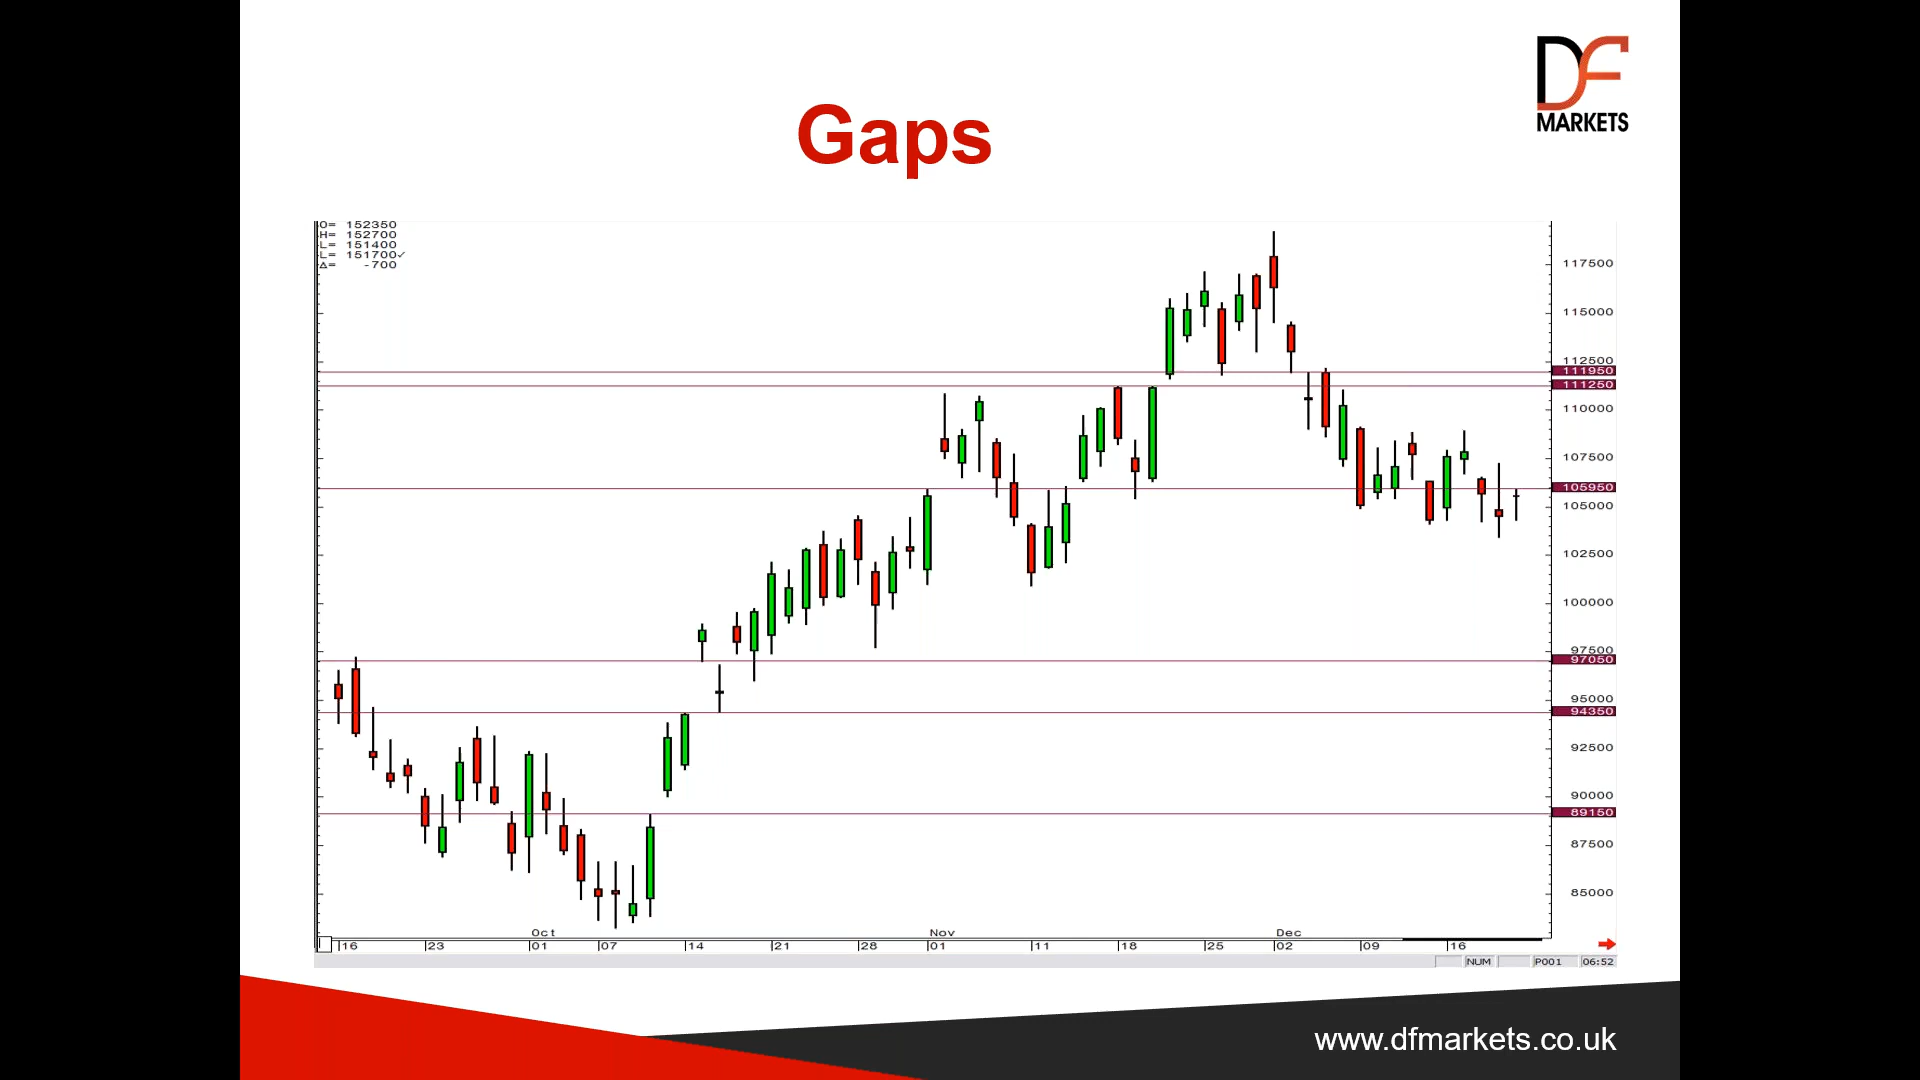 DF
MARKETS
Gaps
O= 152350
H= 152700
L= 151400
L= 151700✓
Δ= -700
117500
115000
112500
111950
111250
110000
107500
105950
105000
102500
100000
97500
97050
95000
94350
92500
90000
89150
87500
85000
Oct Nov Dec
16 23 01 07 14 21 28 01 11 18 25 02 09 16
NUM P001 06:52
www.dfmarkets.co.uk